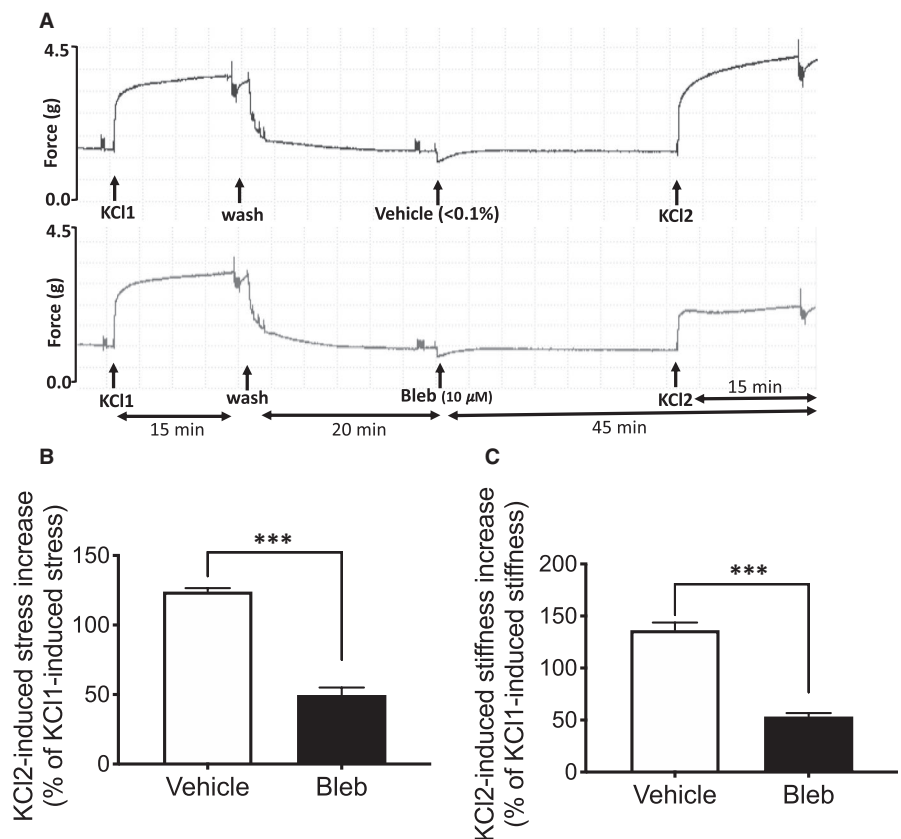 A
4.5
Force (g)
0.0
KCl1
wash
Vehicle (<0.1%)
KCl2
4.5
Force (g)
0.0
KCl1
wash
Bleb (10 μM)
KCl2
15 min
15 min
20 min
45 min
B
KCl2-induced stress increase
(% of KCl1-induced stress)
150
100
50
0
***
Vehicle
Bleb
C
KCl2-induced stiffness increase
(% of KCl1-induced stiffness)
200
150
100
50
0
***
Vehicle
Bleb